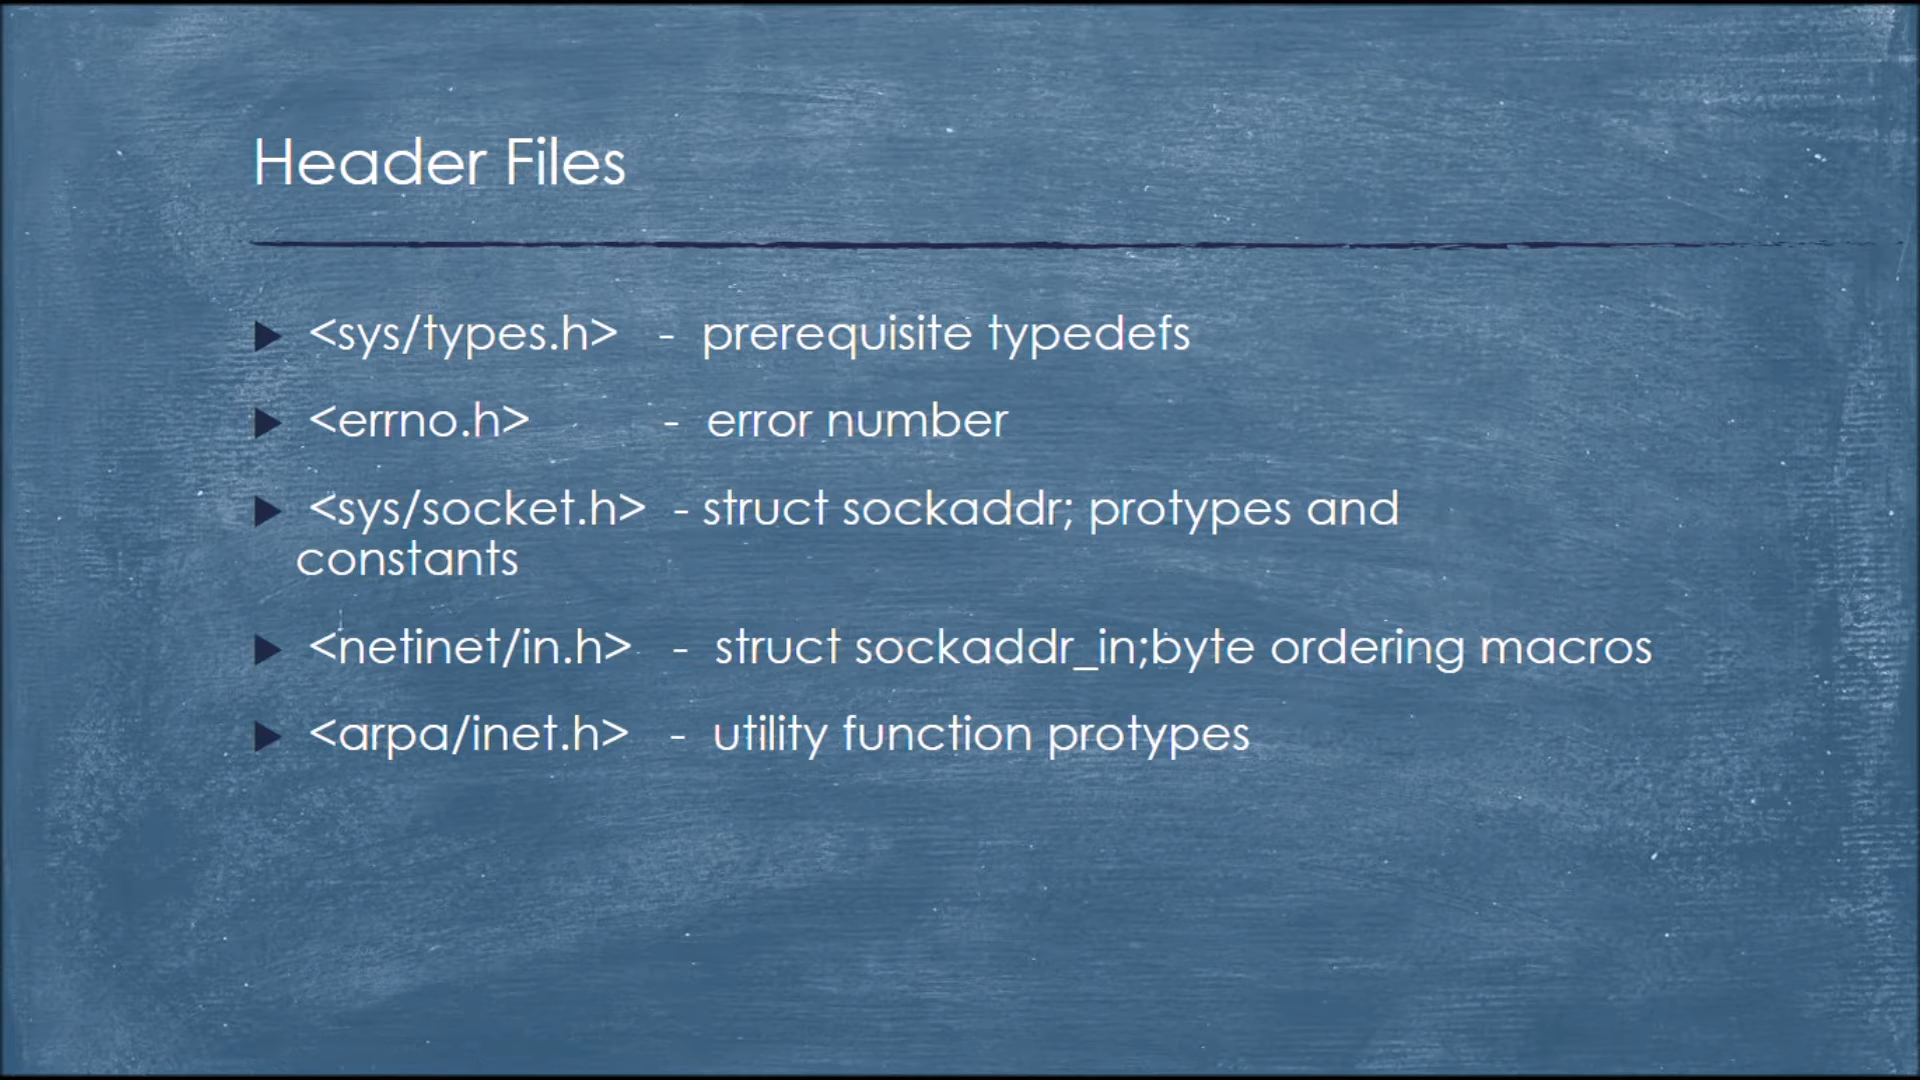 Header Files
<sys/types.h> - prerequisite typedefs
<errno.h> - error number
<sys/socket.h> - struct sockaddr; protypes and
constants
<netinet/in.h> - struct sockaddr_in;byte ordering macros
<arpa/inet.h> - utility function protypes